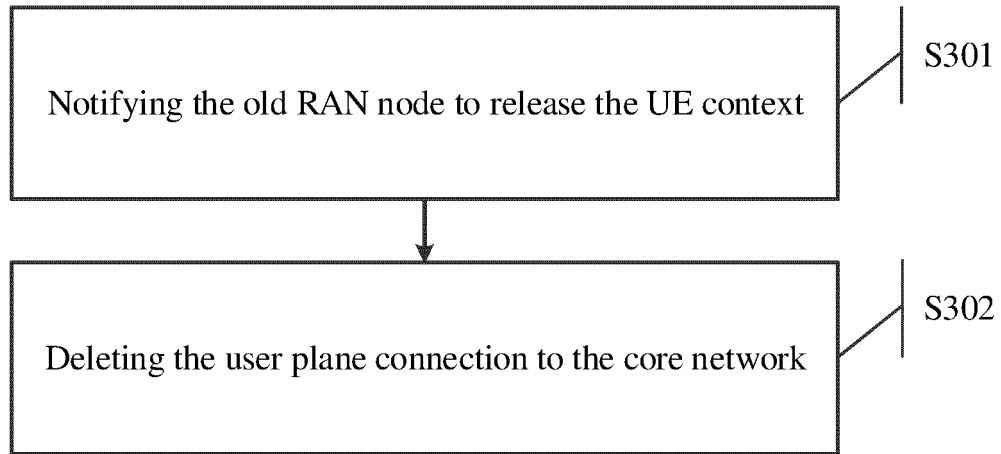 Notifying the old RAN node to release the UE context
S301
Deleting the user plane connection to the core network
S302